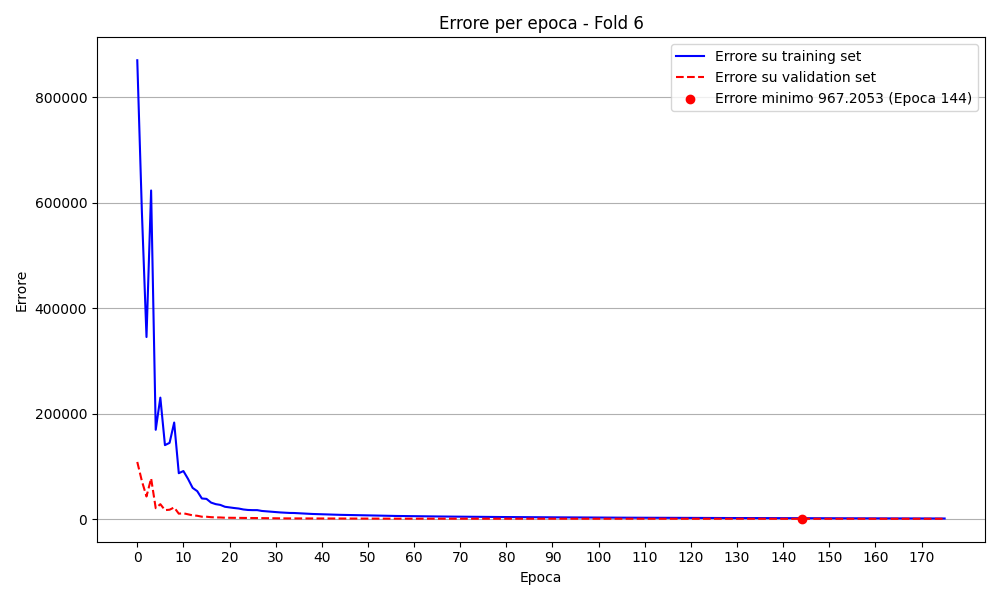 Errore per epoca - Fold 6
Errore su training set
Errore su validation set
Errore minimo 967.2053 (Epoca 144)
Errore
800000
600000
400000
200000
0
0 10 20 30 40 50 60 70 80 90 100 110 120 130 140 150 160 170
Epoca